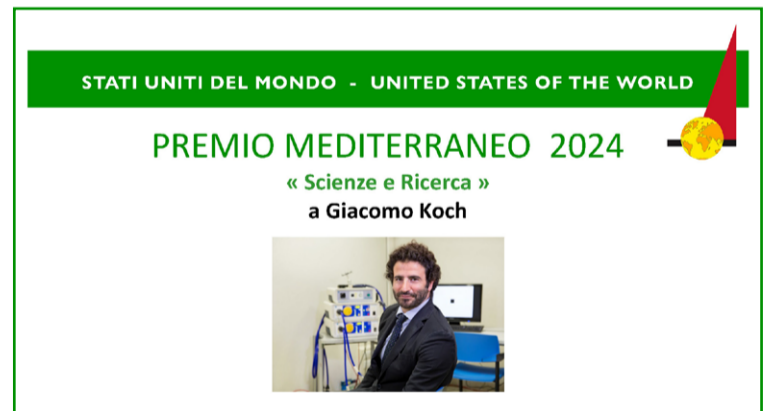 STATI UNITI DEL MONDO - UNITED STATES OF THE WORLD
PREMIO MEDITERRANEO 2024
« Scienze e Ricerca »
a Giacomo Koch